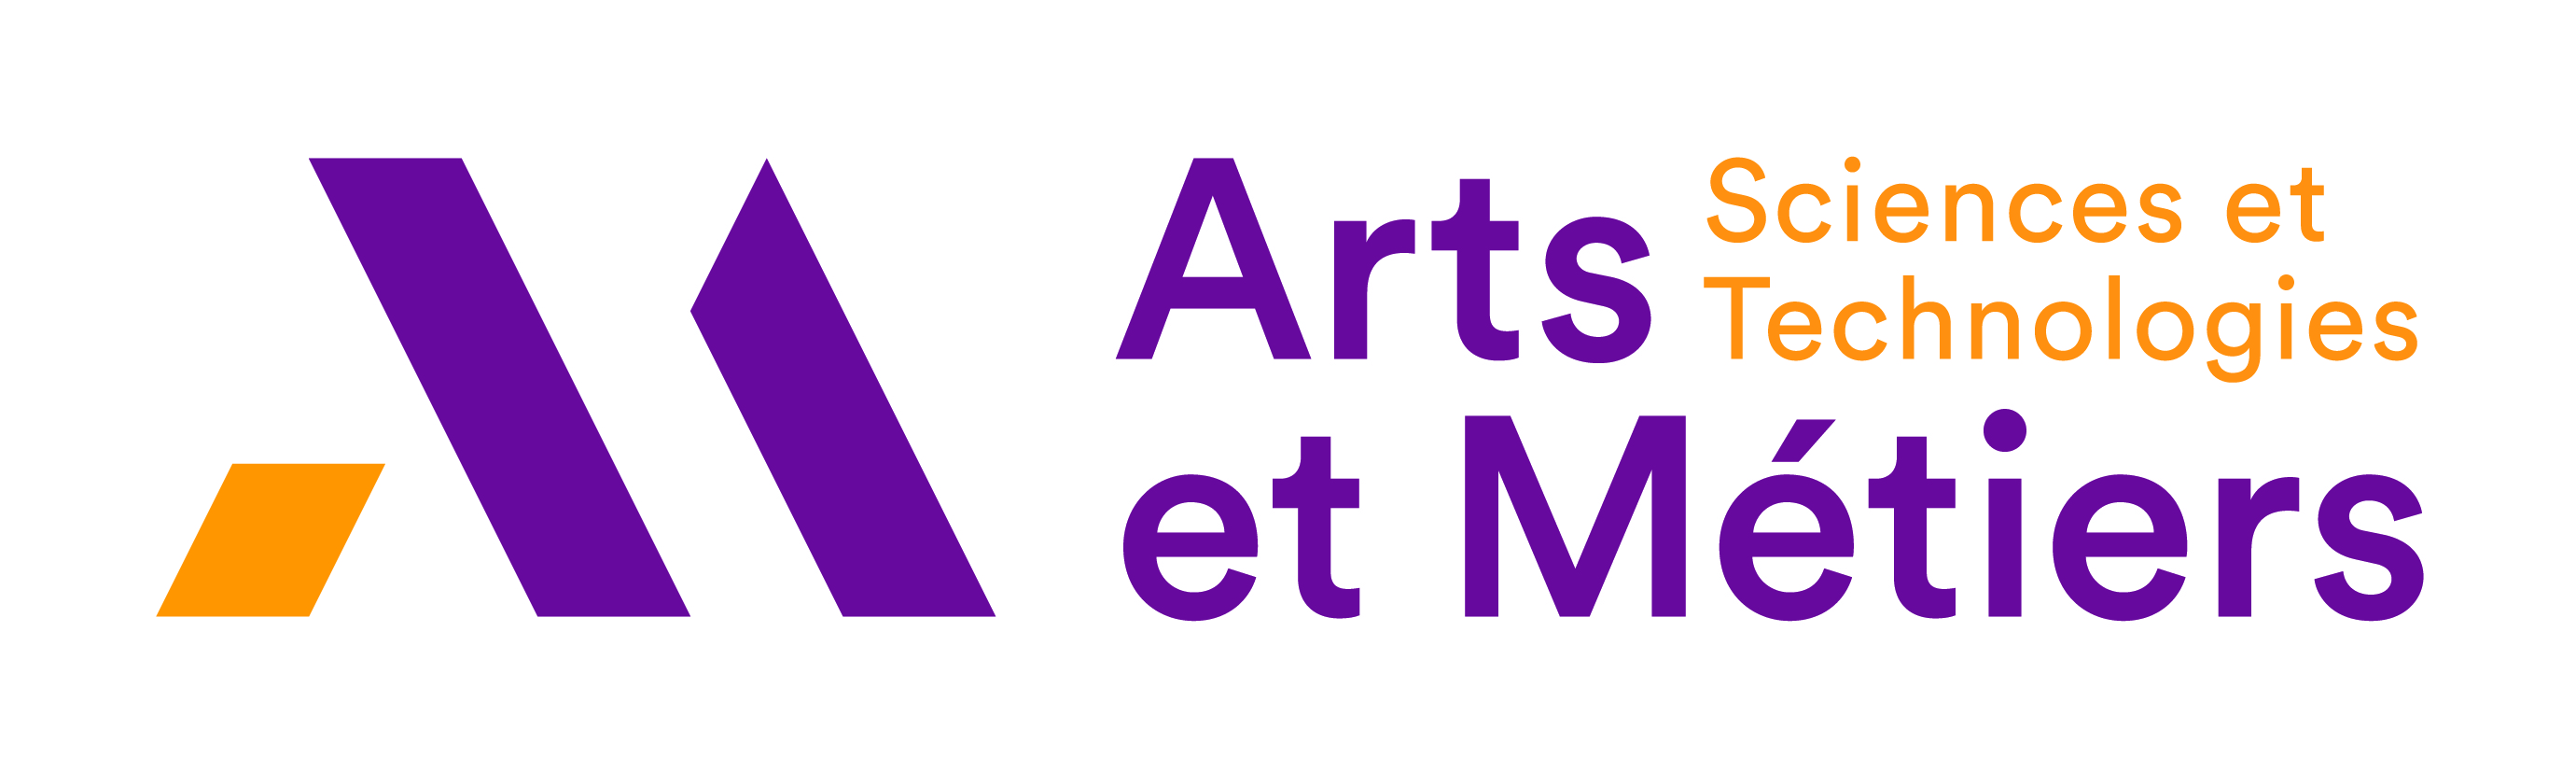 Arts
Sciences et
Technologies
et Métiers